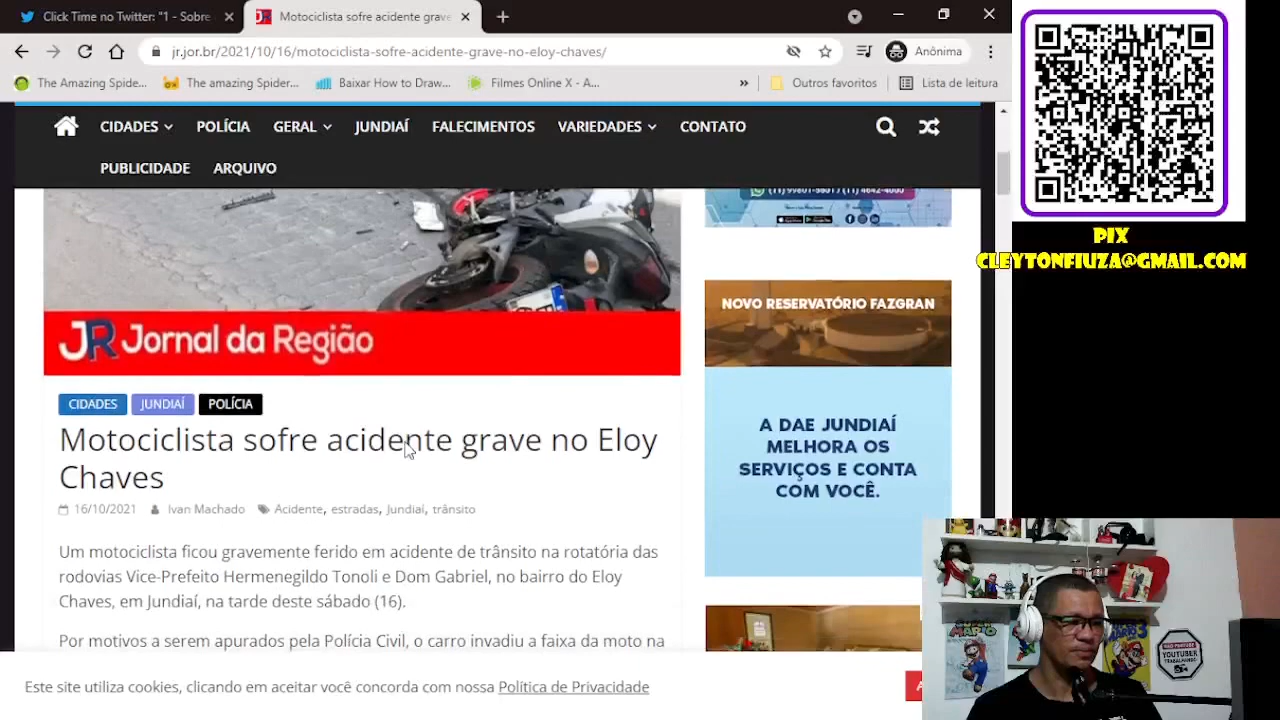 Click Time no Twitter: "1 - Sobre
Motociclista sofre acidente grave
jr.jor.br/2021/10/16/motociclista-sofre-acidente-grave-no-eloy-chaves/
Anônima
The Amazing Spide...
The amazing Spider...
Baixar How to Draw...
Filmes Online X - A...
»
Outros favoritos
Lista de leitura
CIDADES
POLÍCIA
GERAL
JUNDIAÍ
FALECIMENTOS
VARIEDADES
CONTATO
PUBLICIDADE
ARQUIVO
JR Jornal da Região
CIDADES
JUNDIAÍ
POLÍCIA
Motociclista sofre acidente grave no Eloy
Chaves
16/10/2021
Ivan Machado
Acidente, estradas, Jundiaí, trânsito
Um motociclista ficou gravemente ferido em acidente de trânsito na rotatória das
rodovias Vice-Prefeito Hermenegildo Tonoli e Dom Gabriel, no bairro do Eloy
Chaves, em Jundiaí, na tarde deste sábado (16).
Por motivos a serem apurados pela Polícia Civil, o carro invadiu a faixa da moto na
NOVO RESERVATÓRIO FAZGRAN
A DAE JUNDIAÍ
MELHORA OS
SERVIÇOS E CONTA
COM VOCÊ.
Este site utiliza cookies, clicando em aceitar você concorda com nossa Política de Privacidade
PIX
CLEYTONFIUZA@GMAIL.COM
YOUTUBER
TRABALHANDO